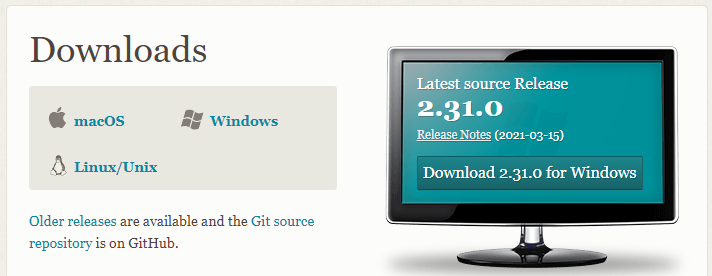 Downloads
macOS
Windows
Linux/Unix
Older releases are available and the Git source
repository is on GitHub.
Latest source Release
2.31.0
Release Notes (2021-03-15)
Download 2.31.0 for Windows